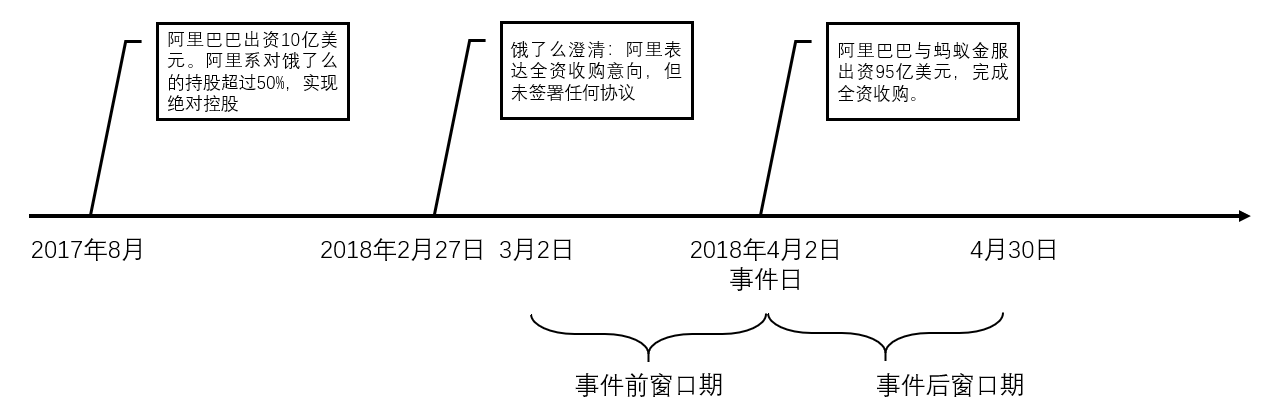 阿里巴巴出资10亿美
元。阿里系对饿了么
的持股超过50%，实现
绝对控股
饿了么澄清：阿里表
达全资收购意向，但
未签署任何协议
阿里巴巴与蚂蚁金服
出资95亿美元，完成
全资收购。
2017年8月
2018年2月27日
3月2日
2018年4月2日
事件日
4月30日
事件前窗口期
事件后窗口期